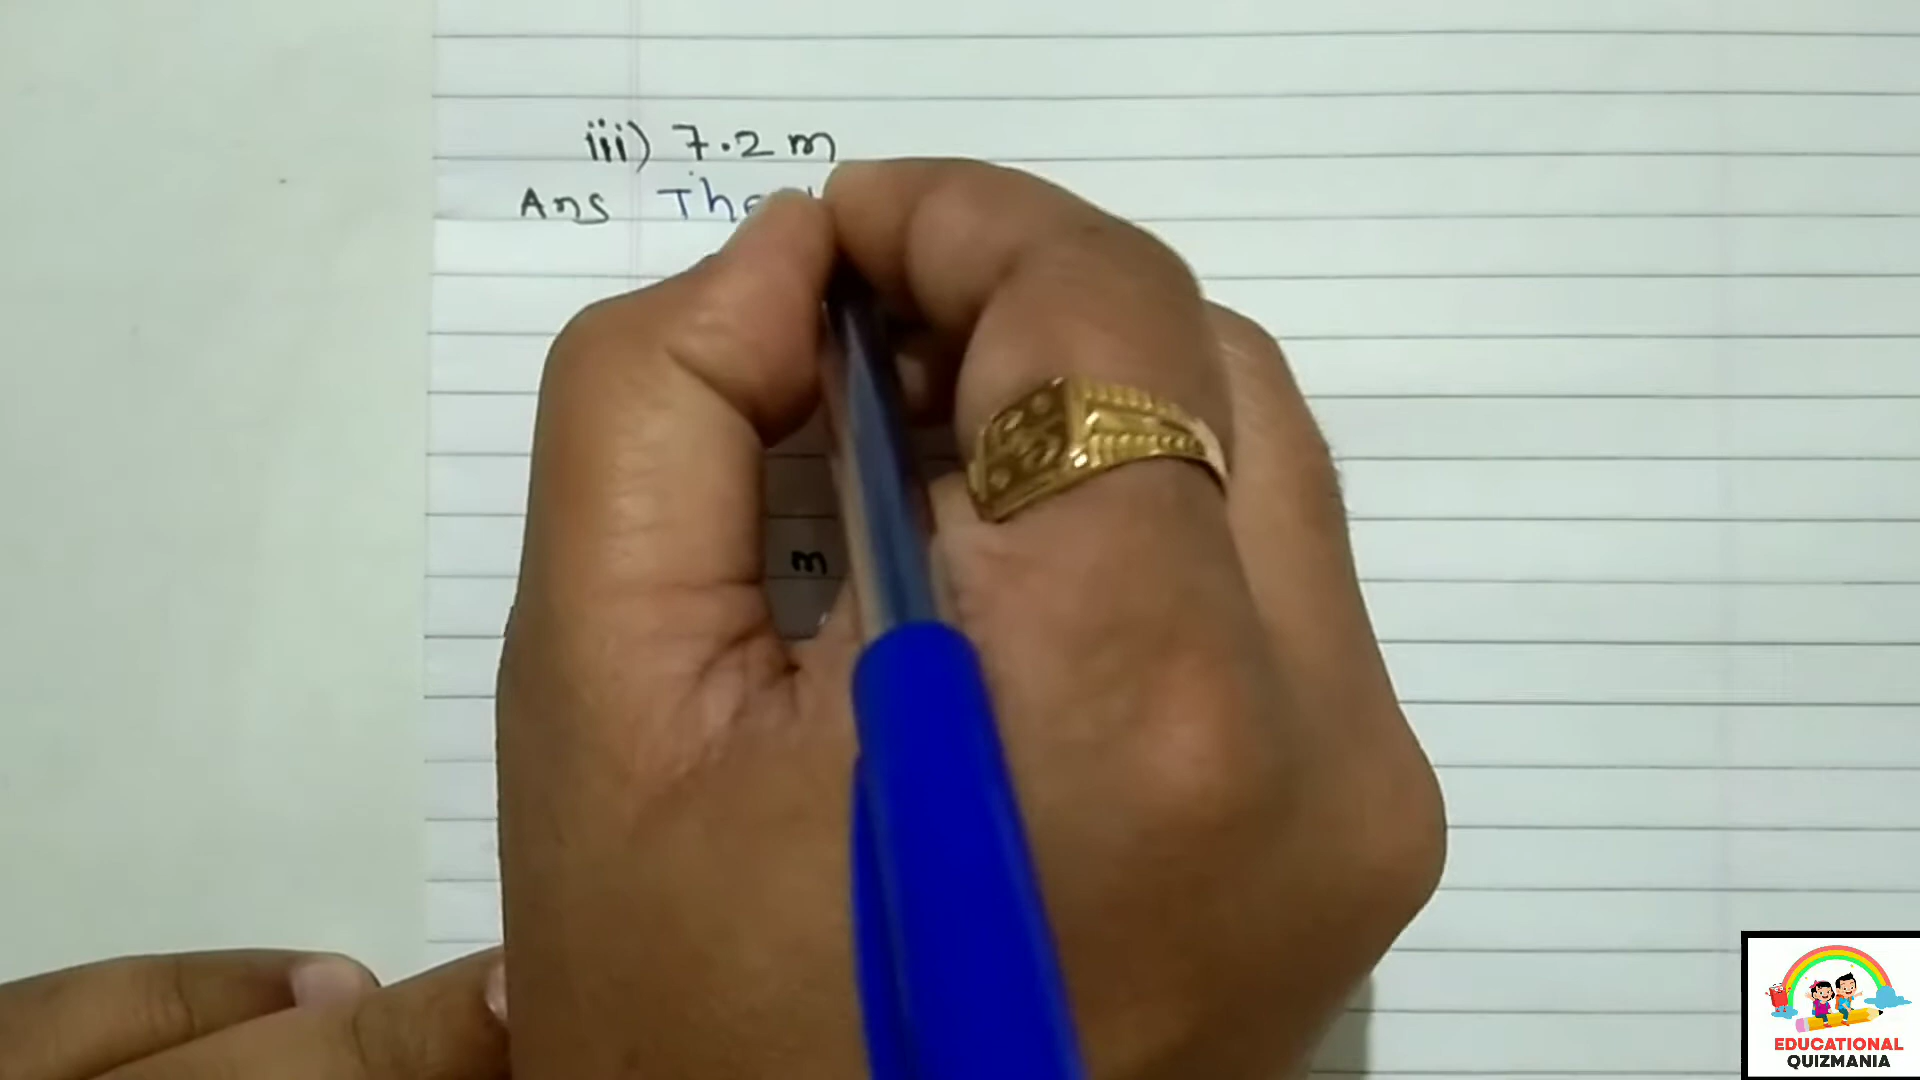 iii) 7.2 m
Ans The
m
EDUCATIONAL
QUIZMANIA